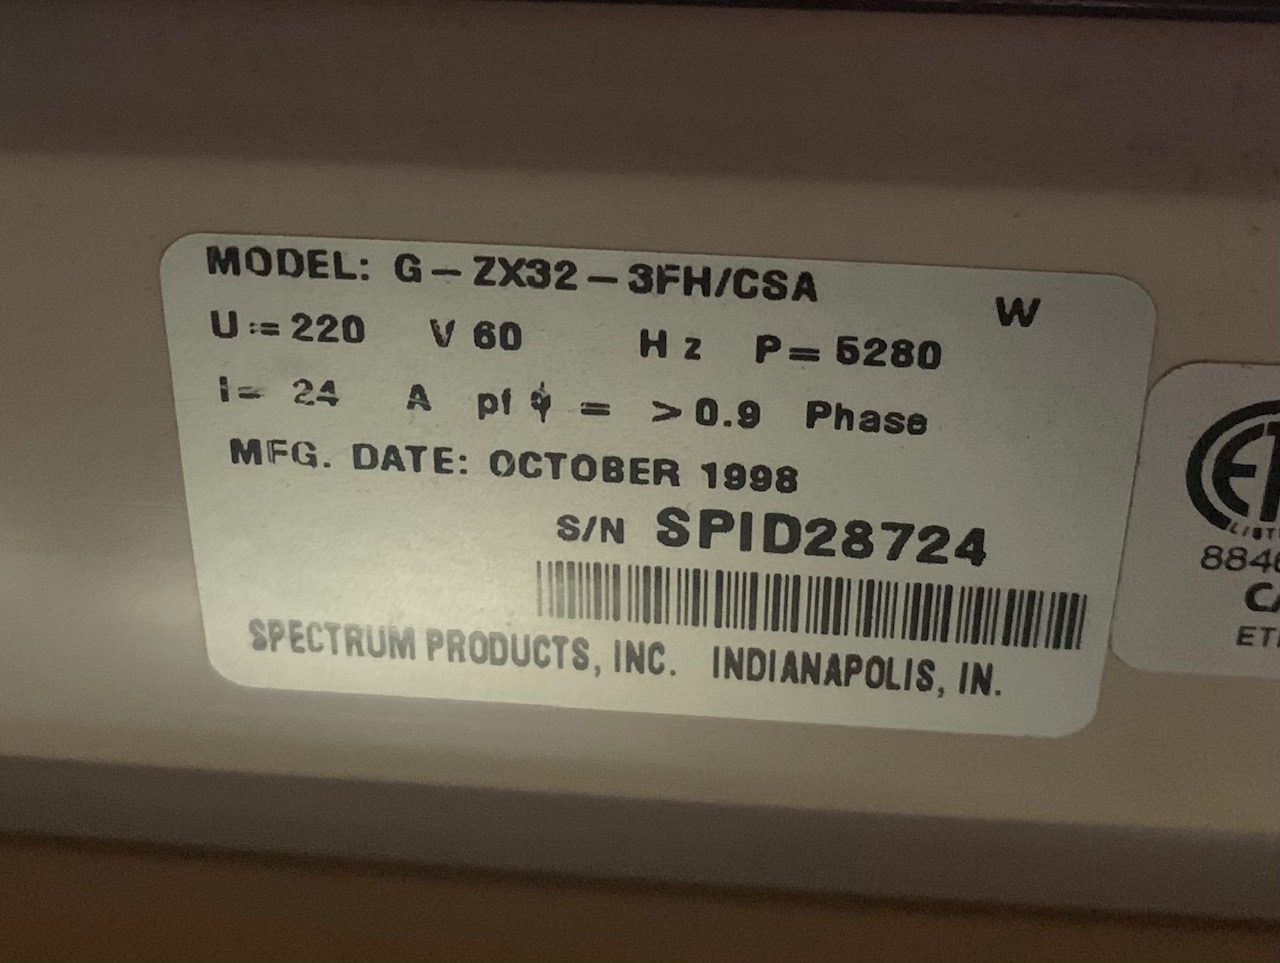 MODEL: G-ZX32-3FH/CSA W
U:=220 V 60 Hz P=5280
I= 24 A pf φ = >0.9 Phase
MFG. DATE: OCTOBER 1998
S/N SPID28724
SPECTRUM PRODUCTS, INC. INDIANAPOLIS, IN.